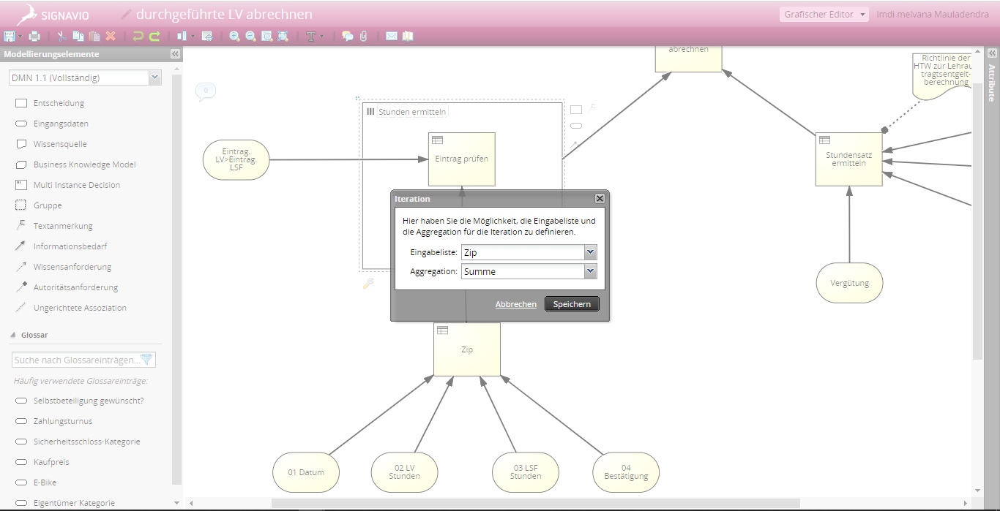 SIGNAVIO
durchgeführte LV abrechnen
Grafischer Editor
Imdi melvana Mauladendra
Modellierungselemente
DMN 1.1 (Vollständig)
Entscheidung
Eingangsdaten
Wissensquelle
Business Knowledge Model
Multi Instance Decision
Gruppe
Textanmerkung
Informationsbedarf
Wissensanforderung
Autoritätsanforderung
Ungerichtete Assoziation
Glossar
Suche nach Glossareinträgen...
Häufig verwendete Glossareinträge:
Selbstbeteiligung gewünscht?
Zahlungsturnus
Sicherheitsschloss-Kategorie
Kaufpreis
E-Bike
Eigentümer Kategorie
0
abrechnen
Richtlinie der
HTW zur Lehrau
tragtsentgelt-
berechnung
Attribute
Stunden ermitteln
Eintrag prüfen
Eintrag.
LV>Eintrag.
LSF
Stundensatz
ermitteln
Vergütung
Iteration
Hier haben Sie die Möglichkeit, die Eingabeliste und
die Aggregation für die Iteration zu definieren.
Eingabeliste: Zip
Aggregation: Summe
Abbrechen
Speichern
Zip
01 Datum
02 LV
Stunden
03 LSF
Stunden
04
Bestätigung